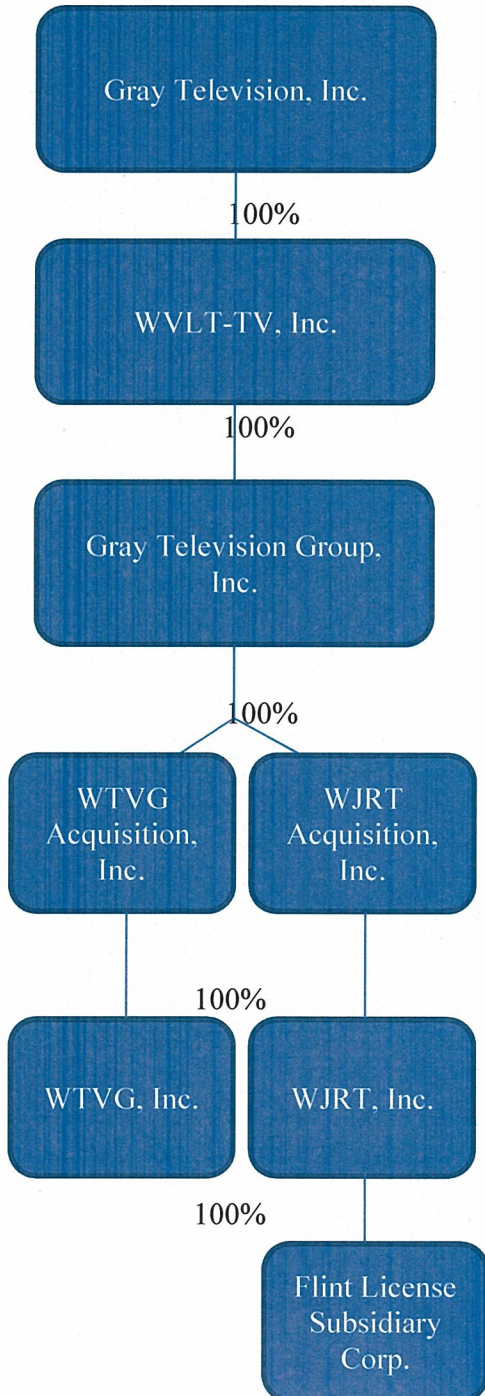 Gray Television, Inc.
100%
WVLT-TV, Inc.
100%
Gray Television Group,
Inc.
100%
WTVG
Acquisition,
Inc.
WJRT
Acquisition,
Inc.
100%
WTVG, Inc.
WJRT, Inc.
100%
Flint License
Subsidiary
Corp.